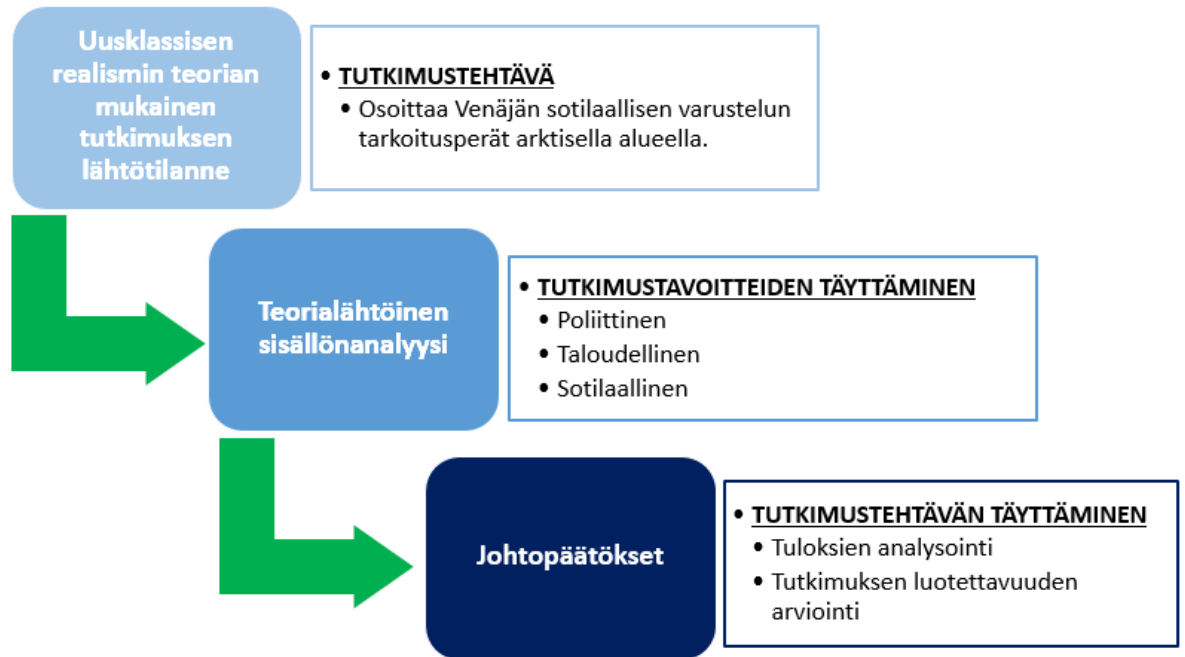 Uusklassisen
realismin teorian
mukainen
tutkimuksen
lähtötilanne
• TUTKIMUSTEHTÄVÄ
• Osoittaa Venäjän sotilaallisen varustelun
tarkoitusperät arktisella alueella.
Teorialähtöinen
sisällönanalyysi
• TUTKIMUSTAVOITTEIDEN TÄYTTÄMINEN
• Poliittinen
• Taloudellinen
• Sotilaallinen
Johtopäätökset
• TUTKIMUSTEHTÄVÄN TÄYTTÄMINEN
• Tuloksien analysointi
• Tutkimuksen luotettavuuden
arviointi